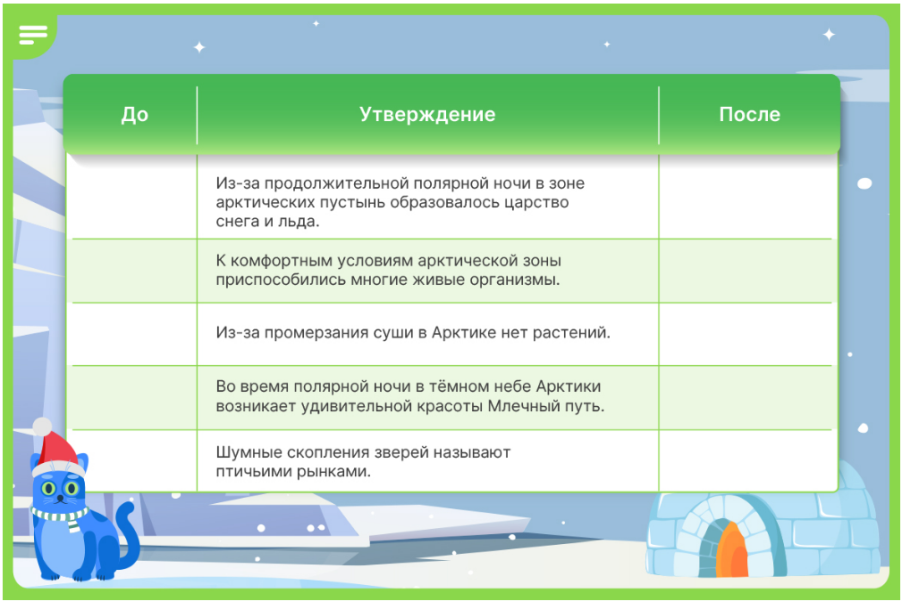 До
Утверждение
После
Из-за продолжительной полярной ночи в зоне
арктических пустынь образовалось царство
снега и льда.
К комфортным условиям арктической зоны
приспособились многие живые организмы.
Из-за промерзания суши в Арктике нет растений.
Во время полярной ночи в тёмном небе Арктики
возникает удивительной красоты Млечный путь.
Шумные скопления зверей называют
птичьими рынками.